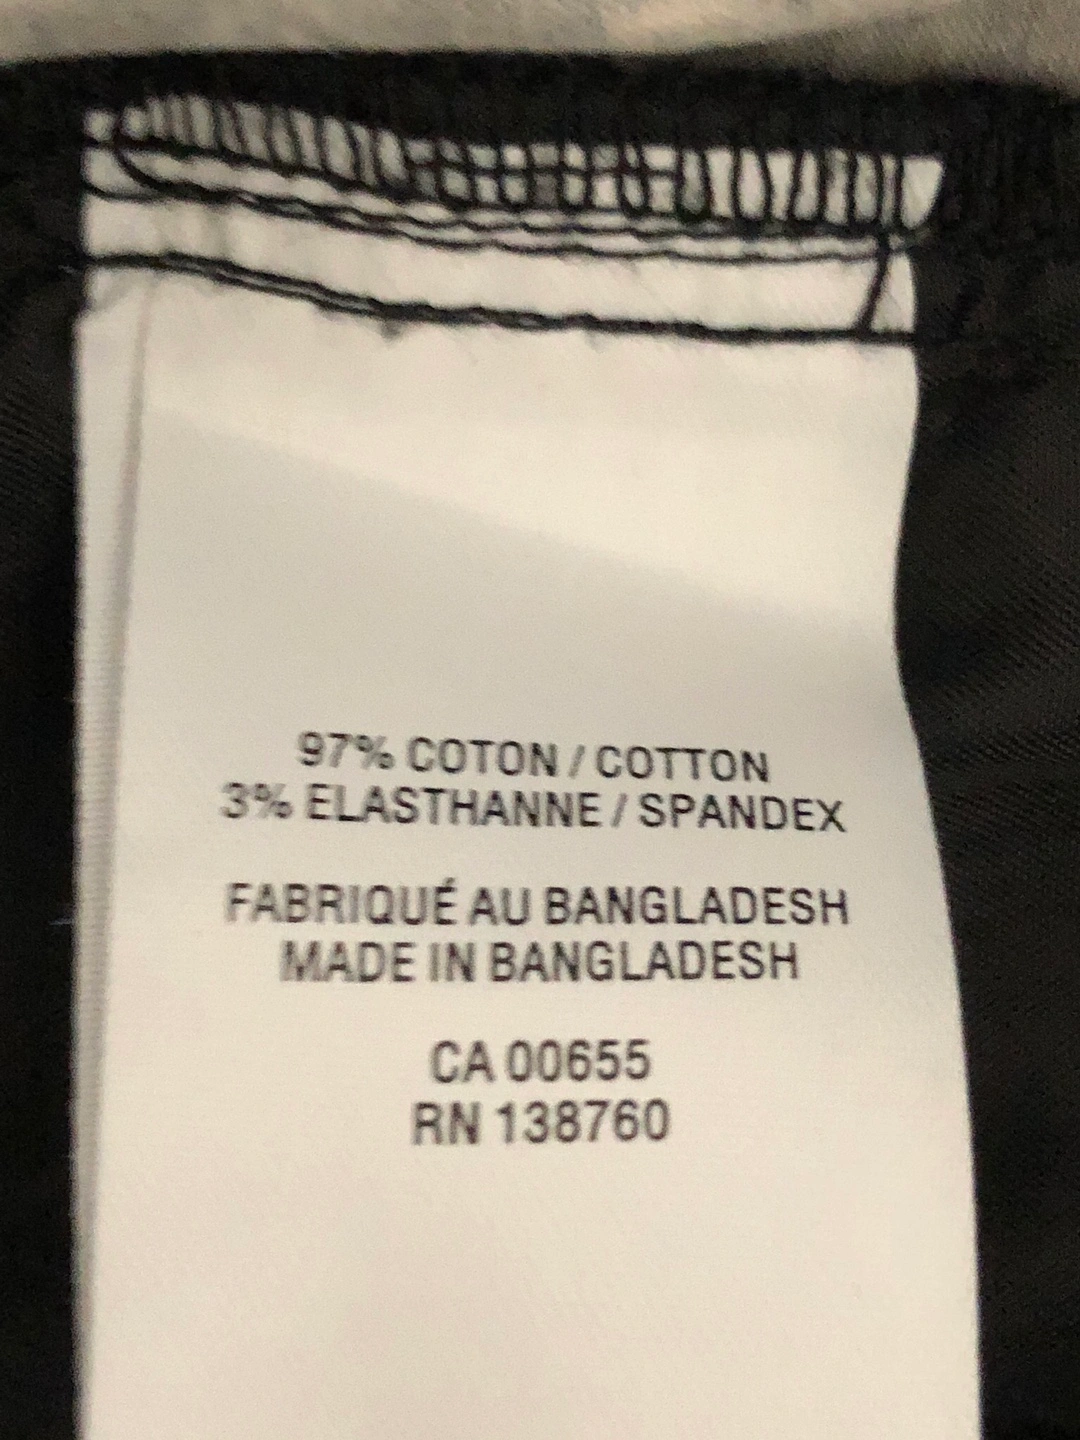 97% COTON / COTTON
3% ELASTHANNE / SPANDEX
FABRIQUÉ AU BANGLADESH
MADE IN BANGLADESH
CA 00655
RN 138760